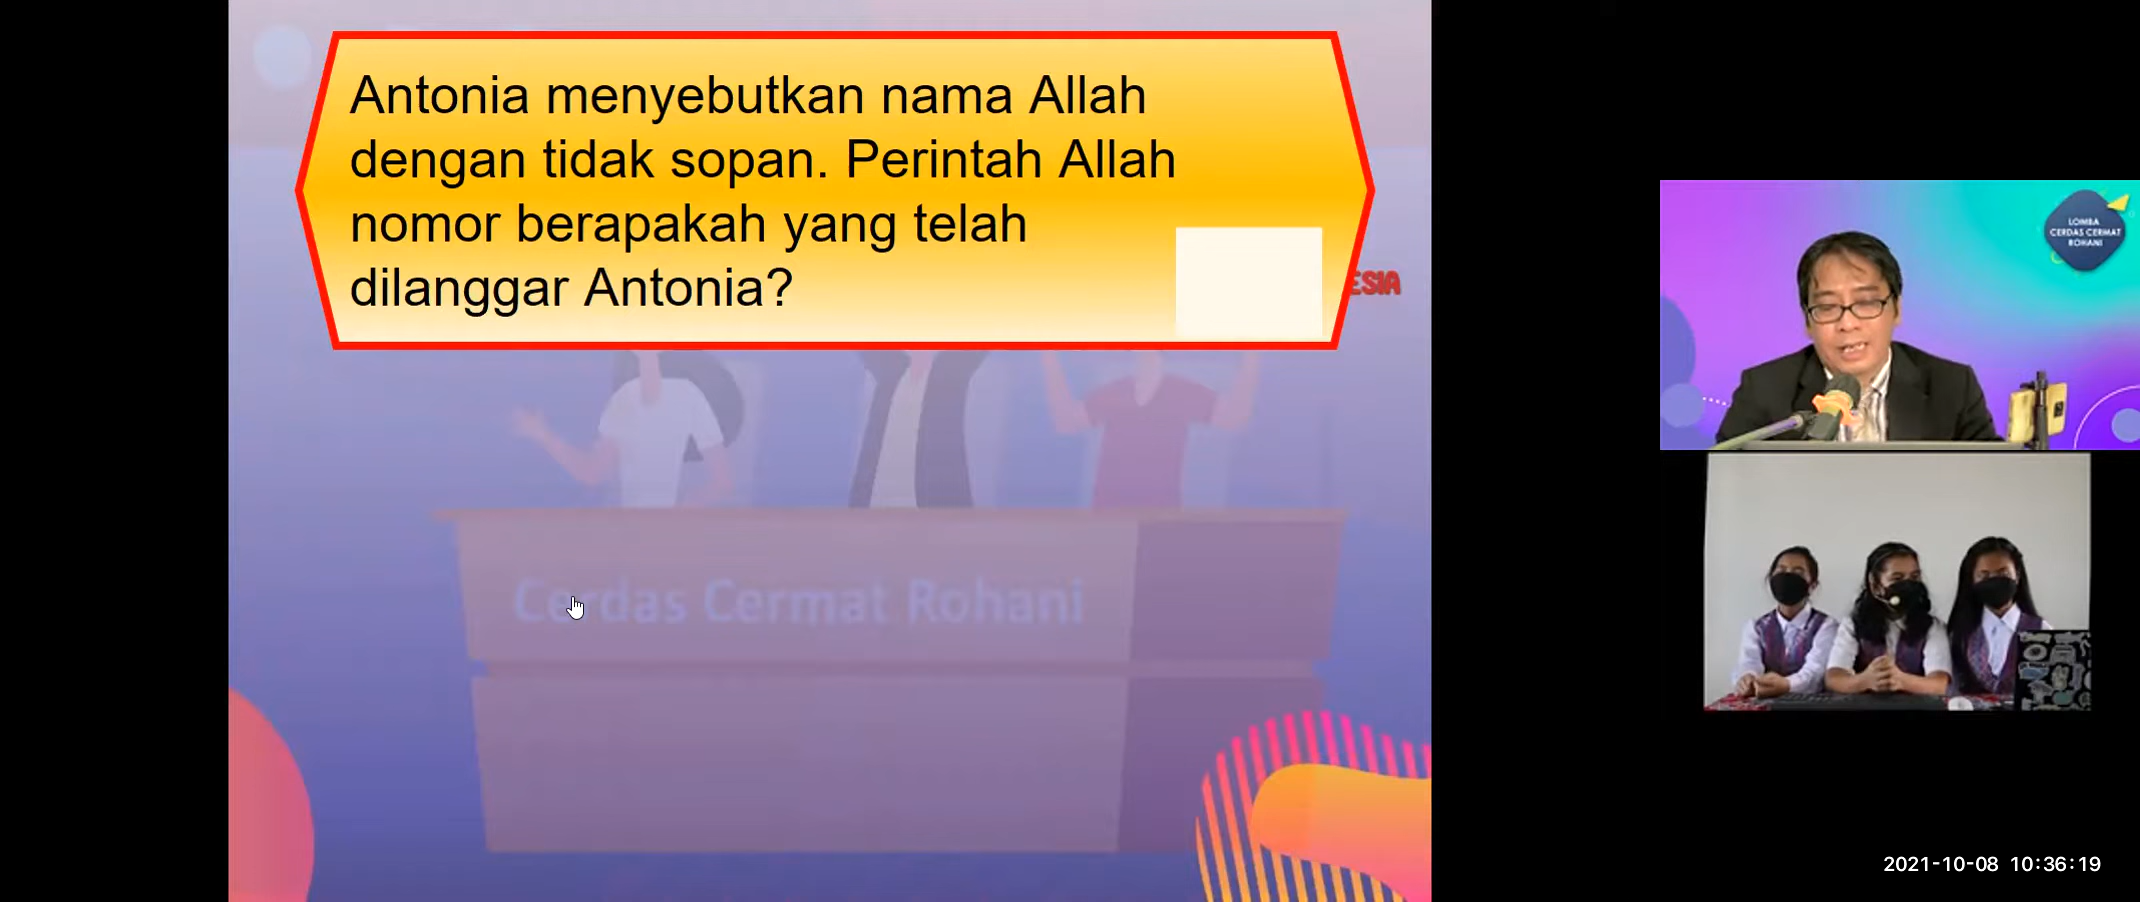 Antonia menyebutkan nama Allah
dengan tidak sopan. Perintah Allah
nomor berapakah yang telah
dilanggar Antonia?
ESIA
Cerdas Cermat Rohani
LOMBA
CERDAS CERMAT
ROHANI
2021-10-08 10:36:19